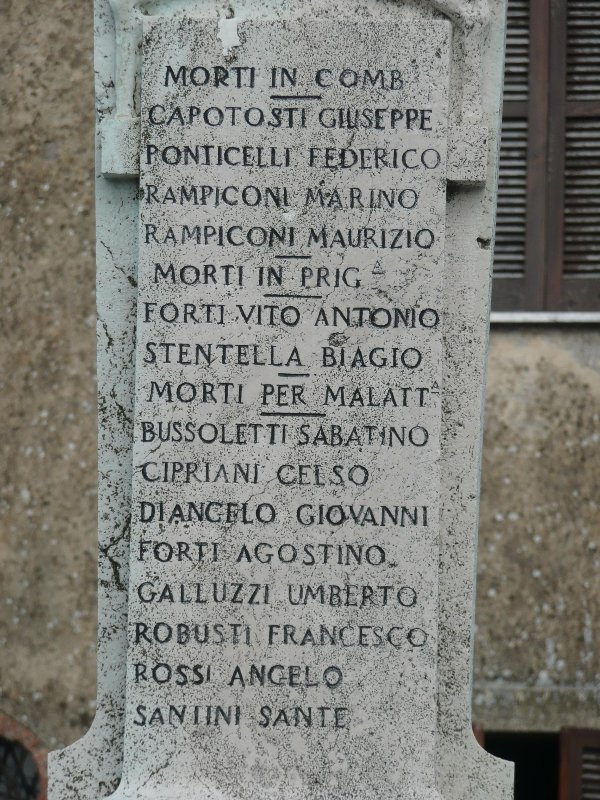 MORTI IN COMB
CAPOTOSTI GIUSEPPE
PONTICELLI FEDERICO
RAMPICONI MARINO
RAMPICONI MAURIZIO
MORTI IN PRIG^A
FORTI VITO ANTONIO
STENTELLA BIAGIO
MORTI PER MALATT^A
BUSSOLETTI SABATINO
CIPRIANI CELSO
DIANGELO GIOVANNI
FORTI AGOSTINO
GALLUZZI UMBERTO
ROBUSTI FRANCESCO
ROSSI ANGELO
SANTINI SANTE